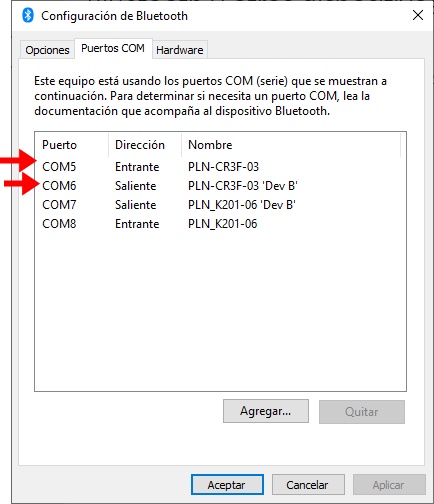 Configuración de Bluetooth
Opciones Puertos COM Hardware
Este equipo está usando los puertos COM (serie) que se muestran a
continuación. Para determinar si necesita un puerto COM, lea la
documentación que acompaña al dispositivo Bluetooth.
Puerto Dirección Nombre
COM5 Entrante PLN-CR3F-03
COM6 Saliente PLN-CR3F-03 'Dev B'
COM7 Saliente PLN_K201-06 'Dev B'
COM8 Entrante PLN_K201-06
Agregar... Quitar
Aceptar Cancelar Aplicar